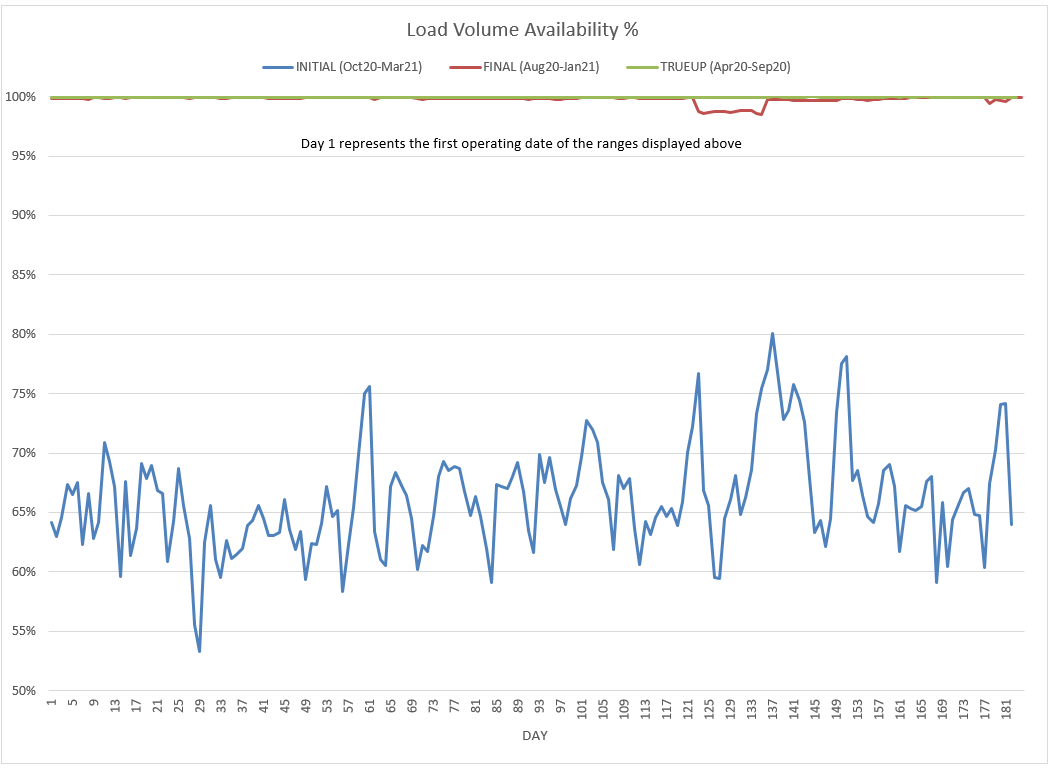 Load Volume Availability %
INITIAL (Oct20-Mar21) FINAL (Aug20-Jan21) TRUEUP (Apr20-Sep20)
100%
Day 1 represents the first operating date of the ranges displayed above
95%
90%
85%
80%
75%
70%
65%
60%
55%
50%
1 5 9 13 17 21 25 29 33 37 41 45 49 53 57 61 65 69 73 77 81 85 89 93 97 101 105 109 113 117 121 125 129 133 137 141 145 149 153 157 161 165 169 173 177 181
DAY